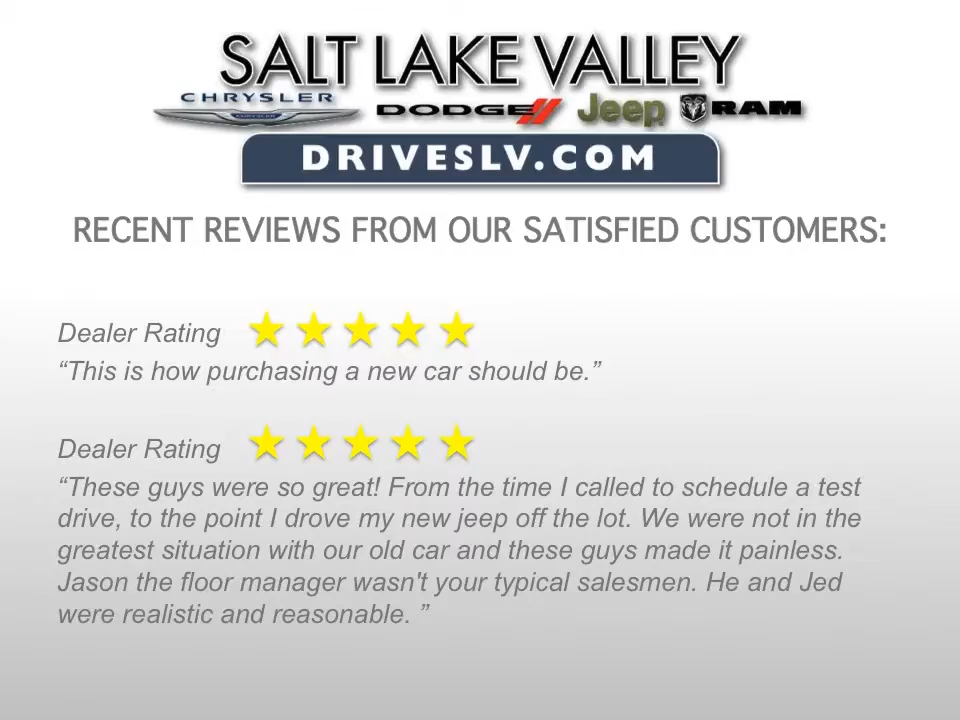 SALT LAKE VALLEY
CHRYSLER DODGE Jeep RAM
CHRYSLER
DRIVESLV.COM
RECENT REVIEWS FROM OUR SATISFIED CUSTOMERS:
Dealer Rating
“This is how purchasing a new car should be.”
Dealer Rating
“These guys were so great! From the time I called to schedule a test
drive, to the point I drove my new jeep off the lot. We were not in the
greatest situation with our old car and these guys made it painless.
Jason the floor manager wasn't your typical salesmen. He and Jed
were realistic and reasonable. ”